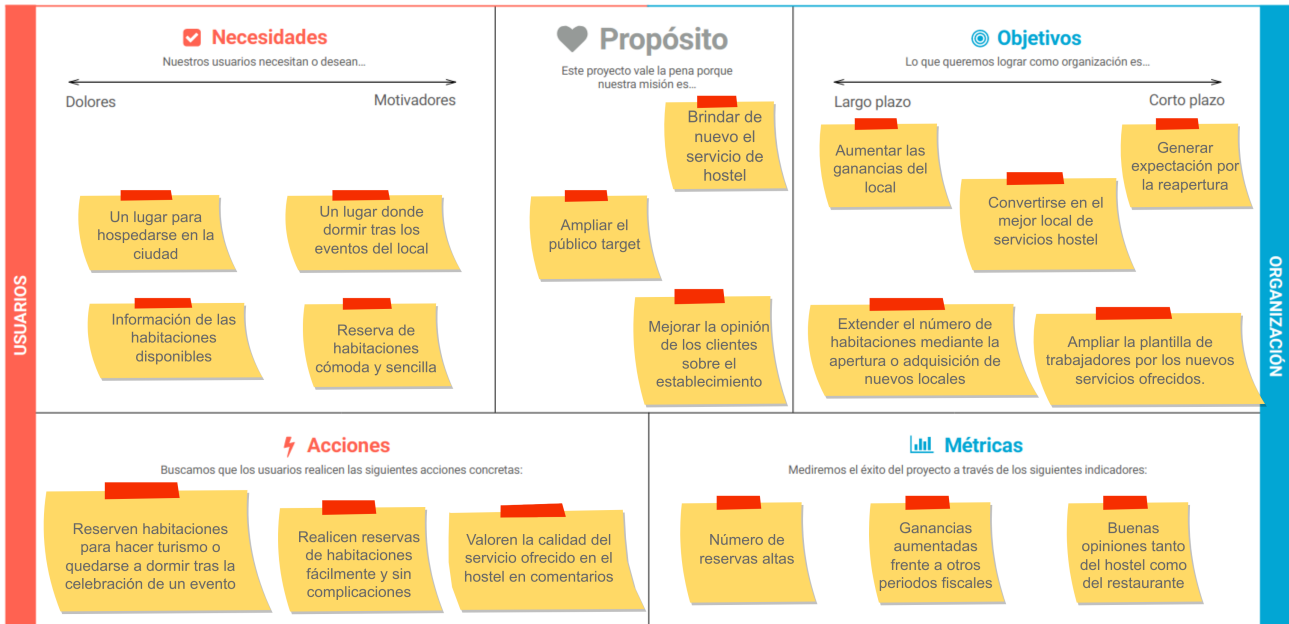 USUARIOS
Necesidades
Nuestros usuarios necesitan o desean...
Dolores
Motivadores
Un lugar para
hospedarse en la
ciudad
Un lugar donde
dormir tras los
eventos del local
Información de las
habitaciones
disponibles
Reserva de
habitaciones
cómoda y sencilla
Propósito
Este proyecto vale la pena porque
nuestra misión es...
Brindar de
nuevo el
servicio de
hostel
Ampliar el
público target
Mejorar la opinión
de los clientes
sobre el
establecimiento
Objetivos
Lo que queremos lograr como organización es...
Largo plazo
Corto plazo
Aumentar las
ganancias del
local
Generar
expectación por
la reapertura
Convertirse en el
mejor local de
servicios hostel
Extender el número de
habitaciones mediante la
apertura o adquisición de
nuevos locales
Ampliar la plantilla de
trabajadores por los nuevos
servicios ofrecidos.
ORGANIZACIÓN
Acciones
Buscamos que los usuarios realicen las siguientes acciones concretas:
Reserven habitaciones
para hacer turismo o
quedarse a dormir tras la
celebración de un evento
Realicen reservas
de habitaciones
fácilmente y sin
complicaciones
Valoren la calidad del
servicio ofrecido en el
hostel en comentarios
Métricas
Mediremos el éxito del proyecto a través de los siguientes indicadores:
Número de
reservas altas
Ganancias
aumentadas
frente a otros
periodos fiscales
Buenas
opiniones tanto
del hostel como
del restaurante